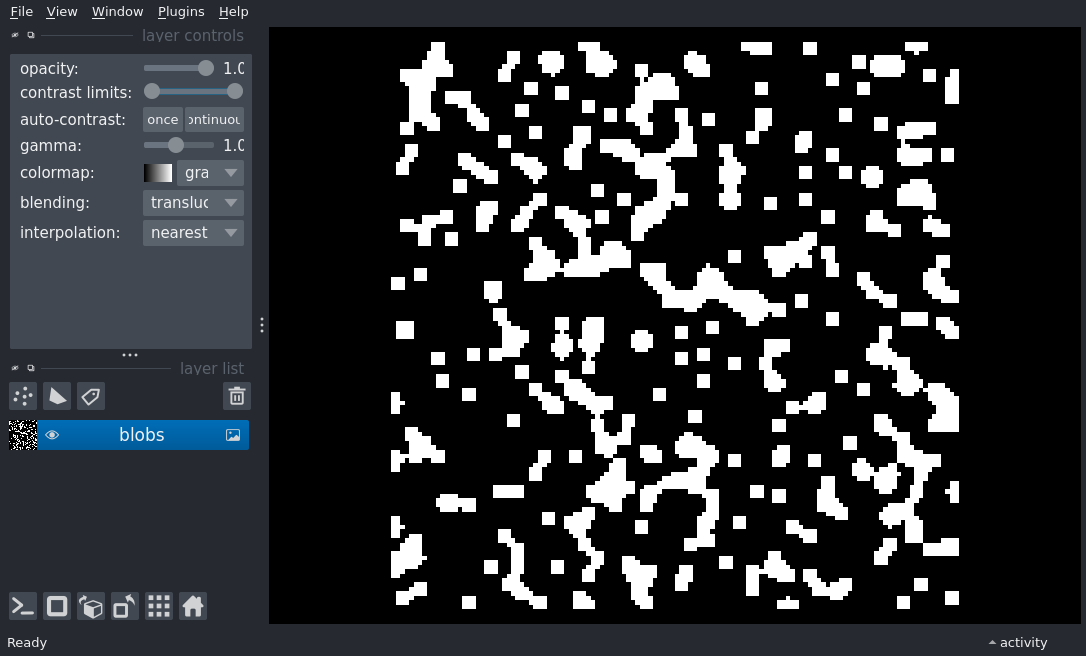 File View Window Plugins Help
layer controls
opacity: 1.0
contrast limits:
auto-contrast: once ontinuou
gamma: 1.0
colormap: gra
blending: transluc
interpolation: nearest
layer list
blobs
Ready activity